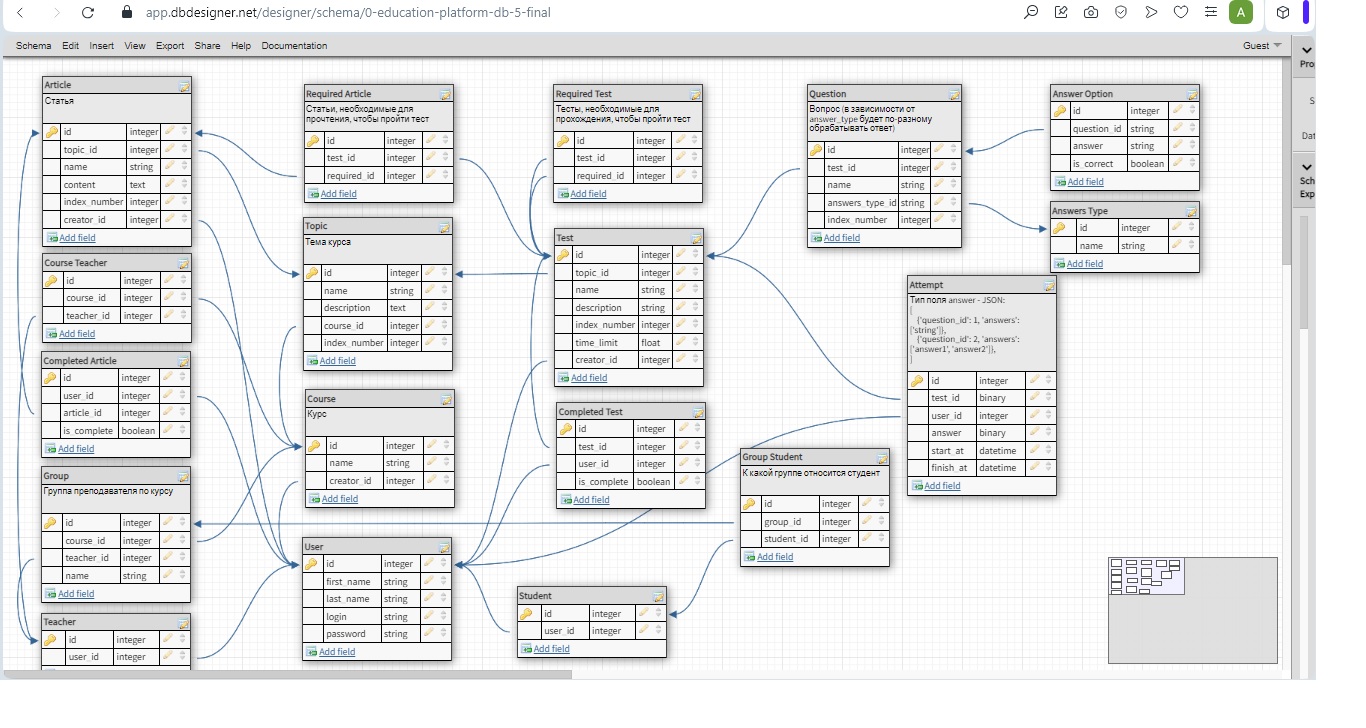 app.dbdesigner.net/designer/schema/0-education-platform-db-5-final
A
Schema Edit Insert View Export Share Help Documentation
Guest
Article
Статья
id integer
topic_id integer
name string
content text
index_number integer
creator_id integer
Add field
Course Teacher
id integer
course_id integer
teacher_id integer
Add field
Completed Article
id integer
user_id integer
article_id integer
is_complete boolean
Add field
Group
Группа преподавателя по курсу
id integer
course_id integer
teacher_id integer
name string
Add field
Teacher
id integer
user_id integer
Required Article
Статьи, необходимые для
прочтения, чтобы пройти тест
id integer
test_id integer
required_id integer
Add field
Topic
Тема курса
id integer
name string
description text
course_id integer
index_number integer
Add field
Course
Курс
id integer
name string
creator_id integer
Add field
User
id integer
first_name string
last_name string
login string
password string
Add field
Required Test
Тесты, необходимые для
прохождения, чтобы пройти тест
id integer
test_id integer
required_id integer
Add field
Test
id integer
topic_id integer
name string
description string
index_number integer
time_limit float
creator_id integer
Add field
Completed Test
id integer
test_id integer
user_id integer
is_complete boolean
Add field
Student
id integer
user_id integer
Add field
Group Student
К какой группе относится студент
id integer
group_id integer
student_id integer
Add field
Question
Вопрос (в зависимости от
answer_type будет по-разному
обрабатывать ответ)
id integer
test_id integer
name string
answers_type_id string
index_number integer
Add field
Attempt
Тип поля answer - JSON:
[
{'question_id': 1, 'answers':
['string']},
{'question_id': 2, 'answers':
['answer1', 'answer2']},
]
id integer
test_id binary
user_id integer
answer binary
start_at datetime
finish_at datetime
Add field
Answer Option
id integer
question_id string
answer string
is_correct boolean
Add field
Answers Type
id integer
name string
Add field
Pro
S
Dat
Sch
Exp